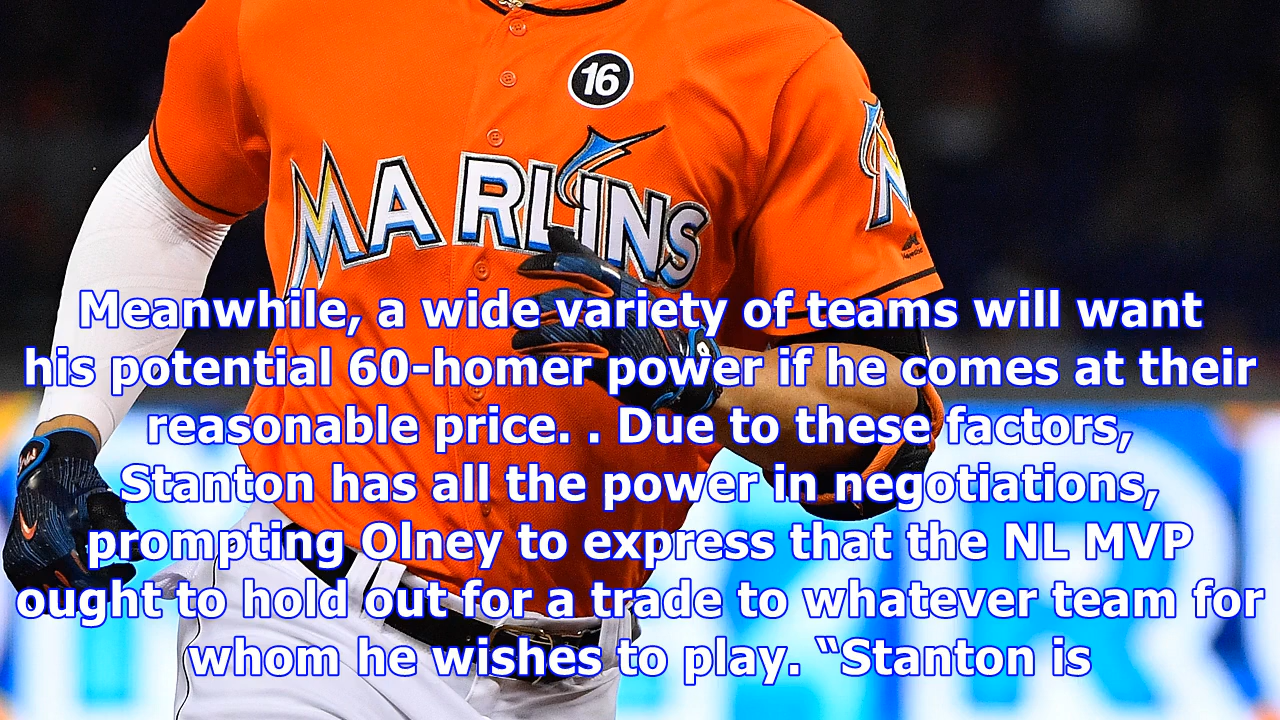 16
MARLINS
M
Majestic
Meanwhile, a wide variety of teams will want
his potential 60-homer power if he comes at their
reasonable price. . Due to these factors,
Stanton has all the power in negotiations,
prompting Olney to express that the NL MVP
ought to hold out for a trade to whatever team for
whom he wishes to play. “Stanton is